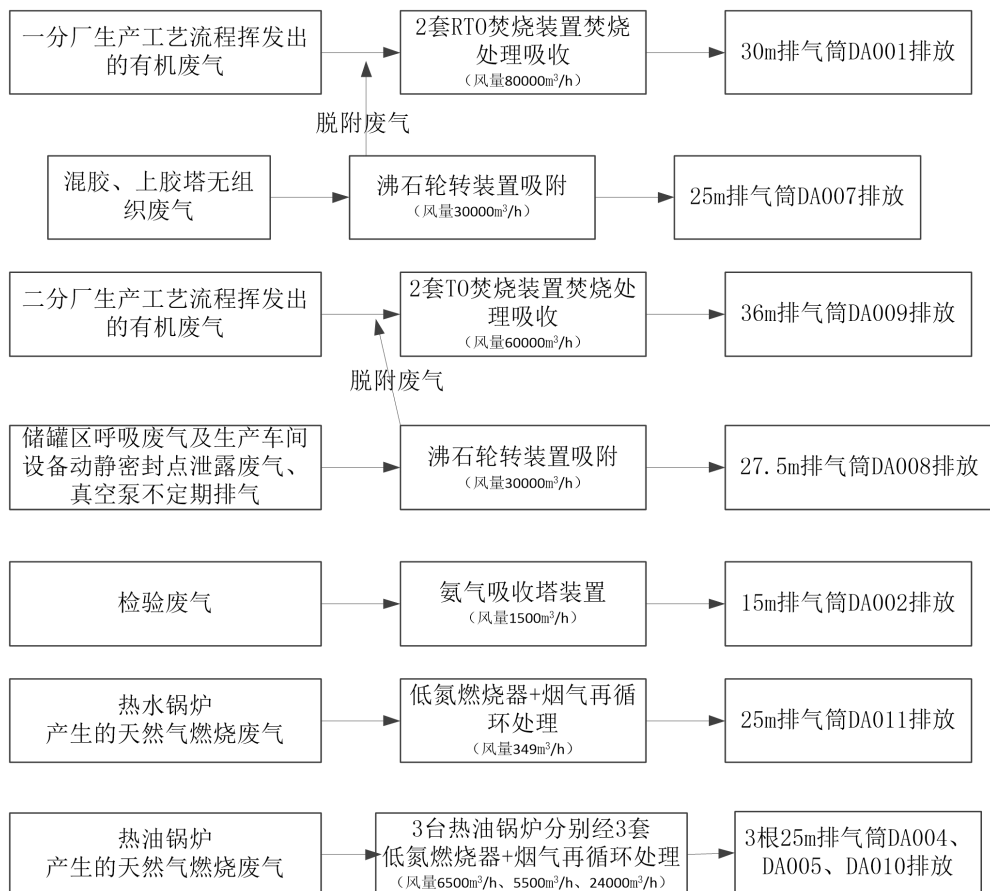 一分厂生产工艺流程挥发出
的有机废气
2套RTO焚烧装置焚烧
处理吸收
（风量80000m³/h）
30m排气筒DA001排放
脱附废气
混胶、上胶塔无组
织废气
沸石轮转装置吸附
（风量30000m³/h）
25m排气筒DA007排放
二分厂生产工艺流程挥发出
的有机废气
2套TO焚烧装置焚烧处
理吸收
（风量60000m³/h）
36m排气筒DA009排放
脱附废气
储罐区呼吸废气及生产车间
设备动静密封点泄露废气、
真空泵不定期排气
沸石轮转装置吸附
（风量30000m³/h）
27.5m排气筒DA008排放
检验废气
氨气吸收塔装置
（风量1500m³/h）
15m排气筒DA002排放
热水锅炉
产生的天然气燃烧废气
低氮燃烧器+烟气再循
环处理
（风量349m³/h）
25m排气筒DA011排放
热油锅炉
产生的天然气燃烧废气
3台热油锅炉分别经3套
低氮燃烧器+烟气再循环处理
（风量6500m³/h、5500m³/h、24000m³/h）
3根25m排气筒DA004、
DA005、DA010排放